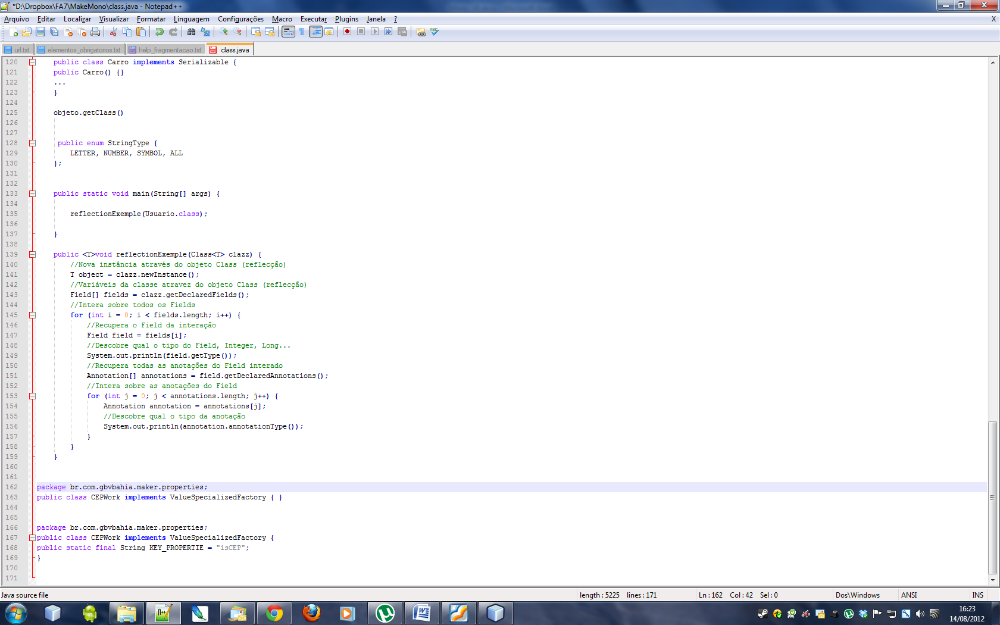 *D:\Dropbox\FA7\MakeMono\class.java - Notepad++
Arquivo Editar Localizar Visualizar Formatar Linguagem Configurações Macro Executar Plugins Janela ? X
url.txt elementos_obrigatorios.txt help_fragmentacao.txt class.java
120 public class Carro implements Serializable {
121 public Carro() {}
122 ...
123 }
124
125 objeto.getClass()
126
127
128 public enum StringType {
129 LETTER, NUMBER, SYMBOL, ALL
130 };
131
132
133 public static void main(String[] args) {
134
135 reflectionExemple(Usuario.class);
136
137 }
138
139 public <T>void reflectionExemple(Class<T> clazz) {
140 //Nova instância através do objeto Class (reflecção)
141 T object = clazz.newInstance();
142 //Variáveis da classe atravez do objeto Class (reflecção)
143 Field[] fields = clazz.getDeclaredFields();
144 //Intera sobre todos os Fields
145 for (int i = 0; i < fields.length; i++) {
146 //Recupera o Field da interação
147 Field field = fields[i];
148 //Descobre qual o tipo do Field, Integer, Long...
149 System.out.println(field.getType());
150 //Recupera todas as anotações do Field interado
151 Annotation[] annotations = field.getDeclaredAnnotations();
152 //Intera sobre as anotações do Field
153 for (int j = 0; j < annotations.length; j++) {
154 Annotation annotation = annotations[j];
155 //Descobre qual o tipo da anotação
156 System.out.println(annotation.annotationType());
157 }
158 }
159 }
160
161
162 package br.com.gbvbahia.maker.properties;
163 public class CEPWork implements ValueSpecializedFactory { }
164
165
166 package br.com.gbvbahia.maker.properties;
167 public class CEPWork implements ValueSpecializedFactory {
168 public static final String KEY_PROPERTIE = "isCEP";
169 }
170
171
Java source file length : 5225 lines : 171 Ln : 162 Col : 42 Sel : 0 Dos\Windows ANSI INS
16:23
14/08/2012